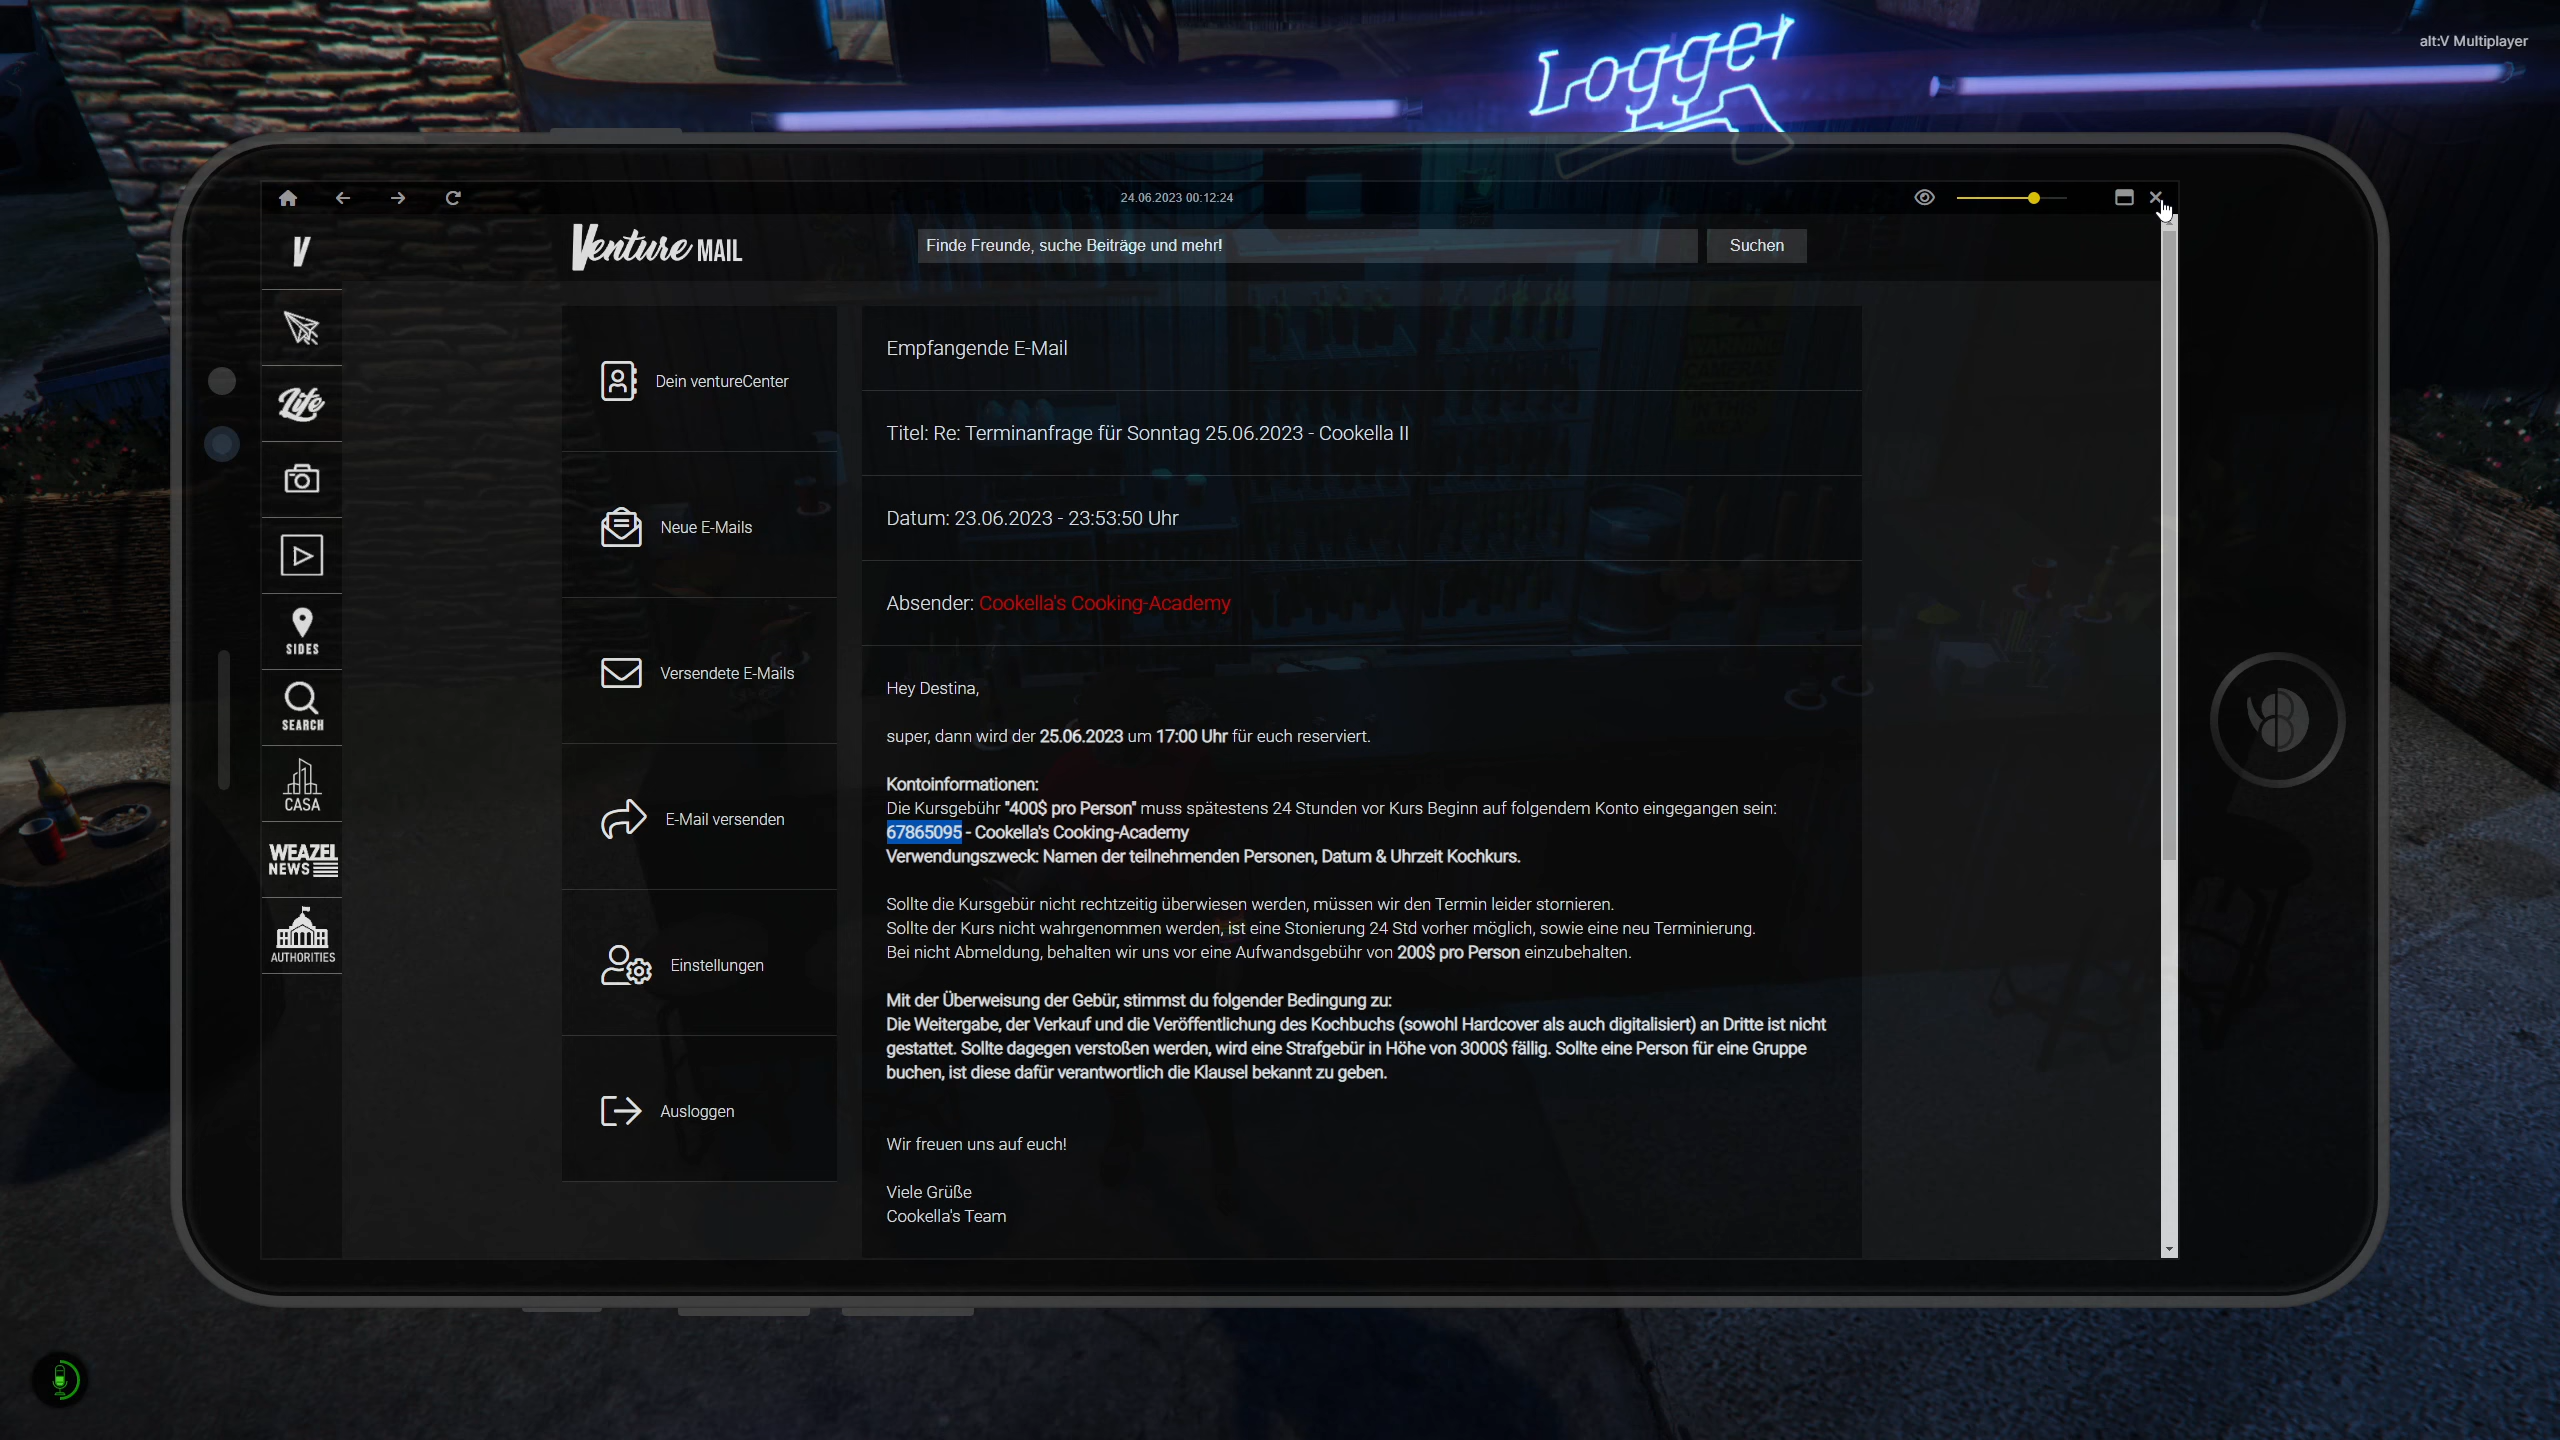 Logger
alt:V Multiplayer
24.06.2023 00:12:24
V
Venture MAIL
Finde Freunde, suche Beiträge und mehr!
Suchen
Life
SIDES
SEARCH
CASA
WEAZEL
NEWS
AUTHORITIES
Dein ventureCenter
Neue E-Mails
Versendete E-Mails
E-Mail versenden
Einstellungen
Ausloggen
Empfangende E-Mail
Titel: Re: Terminanfrage für Sonntag 25.06.2023 - Cookella II
Datum: 23.06.2023 - 23:53:50 Uhr
Absender: Cookella's Cooking-Academy
Hey Destina,
super, dann wird der 25.06.2023 um 17:00 Uhr für euch reserviert.
Kontoinformationen:
Die Kursgebühr "400$ pro Person" muss spätestens 24 Stunden vor Kurs Beginn auf folgendem Konto eingegangen sein:
67865095 - Cookella's Cooking-Academy
Verwendungszweck: Namen der teilnehmenden Personen, Datum & Uhrzeit Kochkurs.
Sollte die Kursgebür nicht rechtzeitig überwiesen werden, müssen wir den Termin leider stornieren.
Sollte der Kurs nicht wahrgenommen werden, ist eine Stonierung 24 Std vorher möglich, sowie eine neu Terminierung.
Bei nicht Abmeldung, behalten wir uns vor eine Aufwandsgebühr von 200$ pro Person einzubehalten.
Mit der Überweisung der Gebür, stimmst du folgender Bedingung zu:
Die Weitergabe, der Verkauf und die Veröffentlichung des Kochbuchs (sowohl Hardcover als auch digitalisiert) an Dritte ist nicht
gestattet. Sollte dagegen verstoßen werden, wird eine Strafgebür in Höhe von 3000$ fällig. Sollte eine Person für eine Gruppe
buchen, ist diese dafür verantwortlich die Klausel bekannt zu geben.
Wir freuen uns auf euch!
Viele Grüße
Cookella's Team